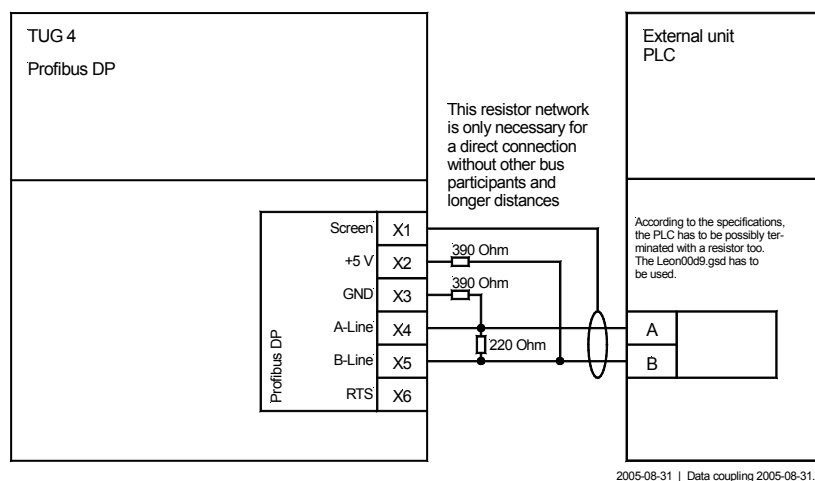 TUG 4
Profibus DP
External unit
PLC
This resistor network
is only necessary for
a direct connection
without other bus
participants and
longer distances
According to the specifications,
the PLC has to be possibly ter-
minated with a resistor too.
The Leon00d9.gsd has to
be used.
Profibus DP
Screen X1
+5 V X2
GND X3
A-Line X4
B-Line X5
RTS X6
390 Ohm
390 Ohm
220 Ohm
A
B
2005-08-31 | Data coupling 2005-08-31.